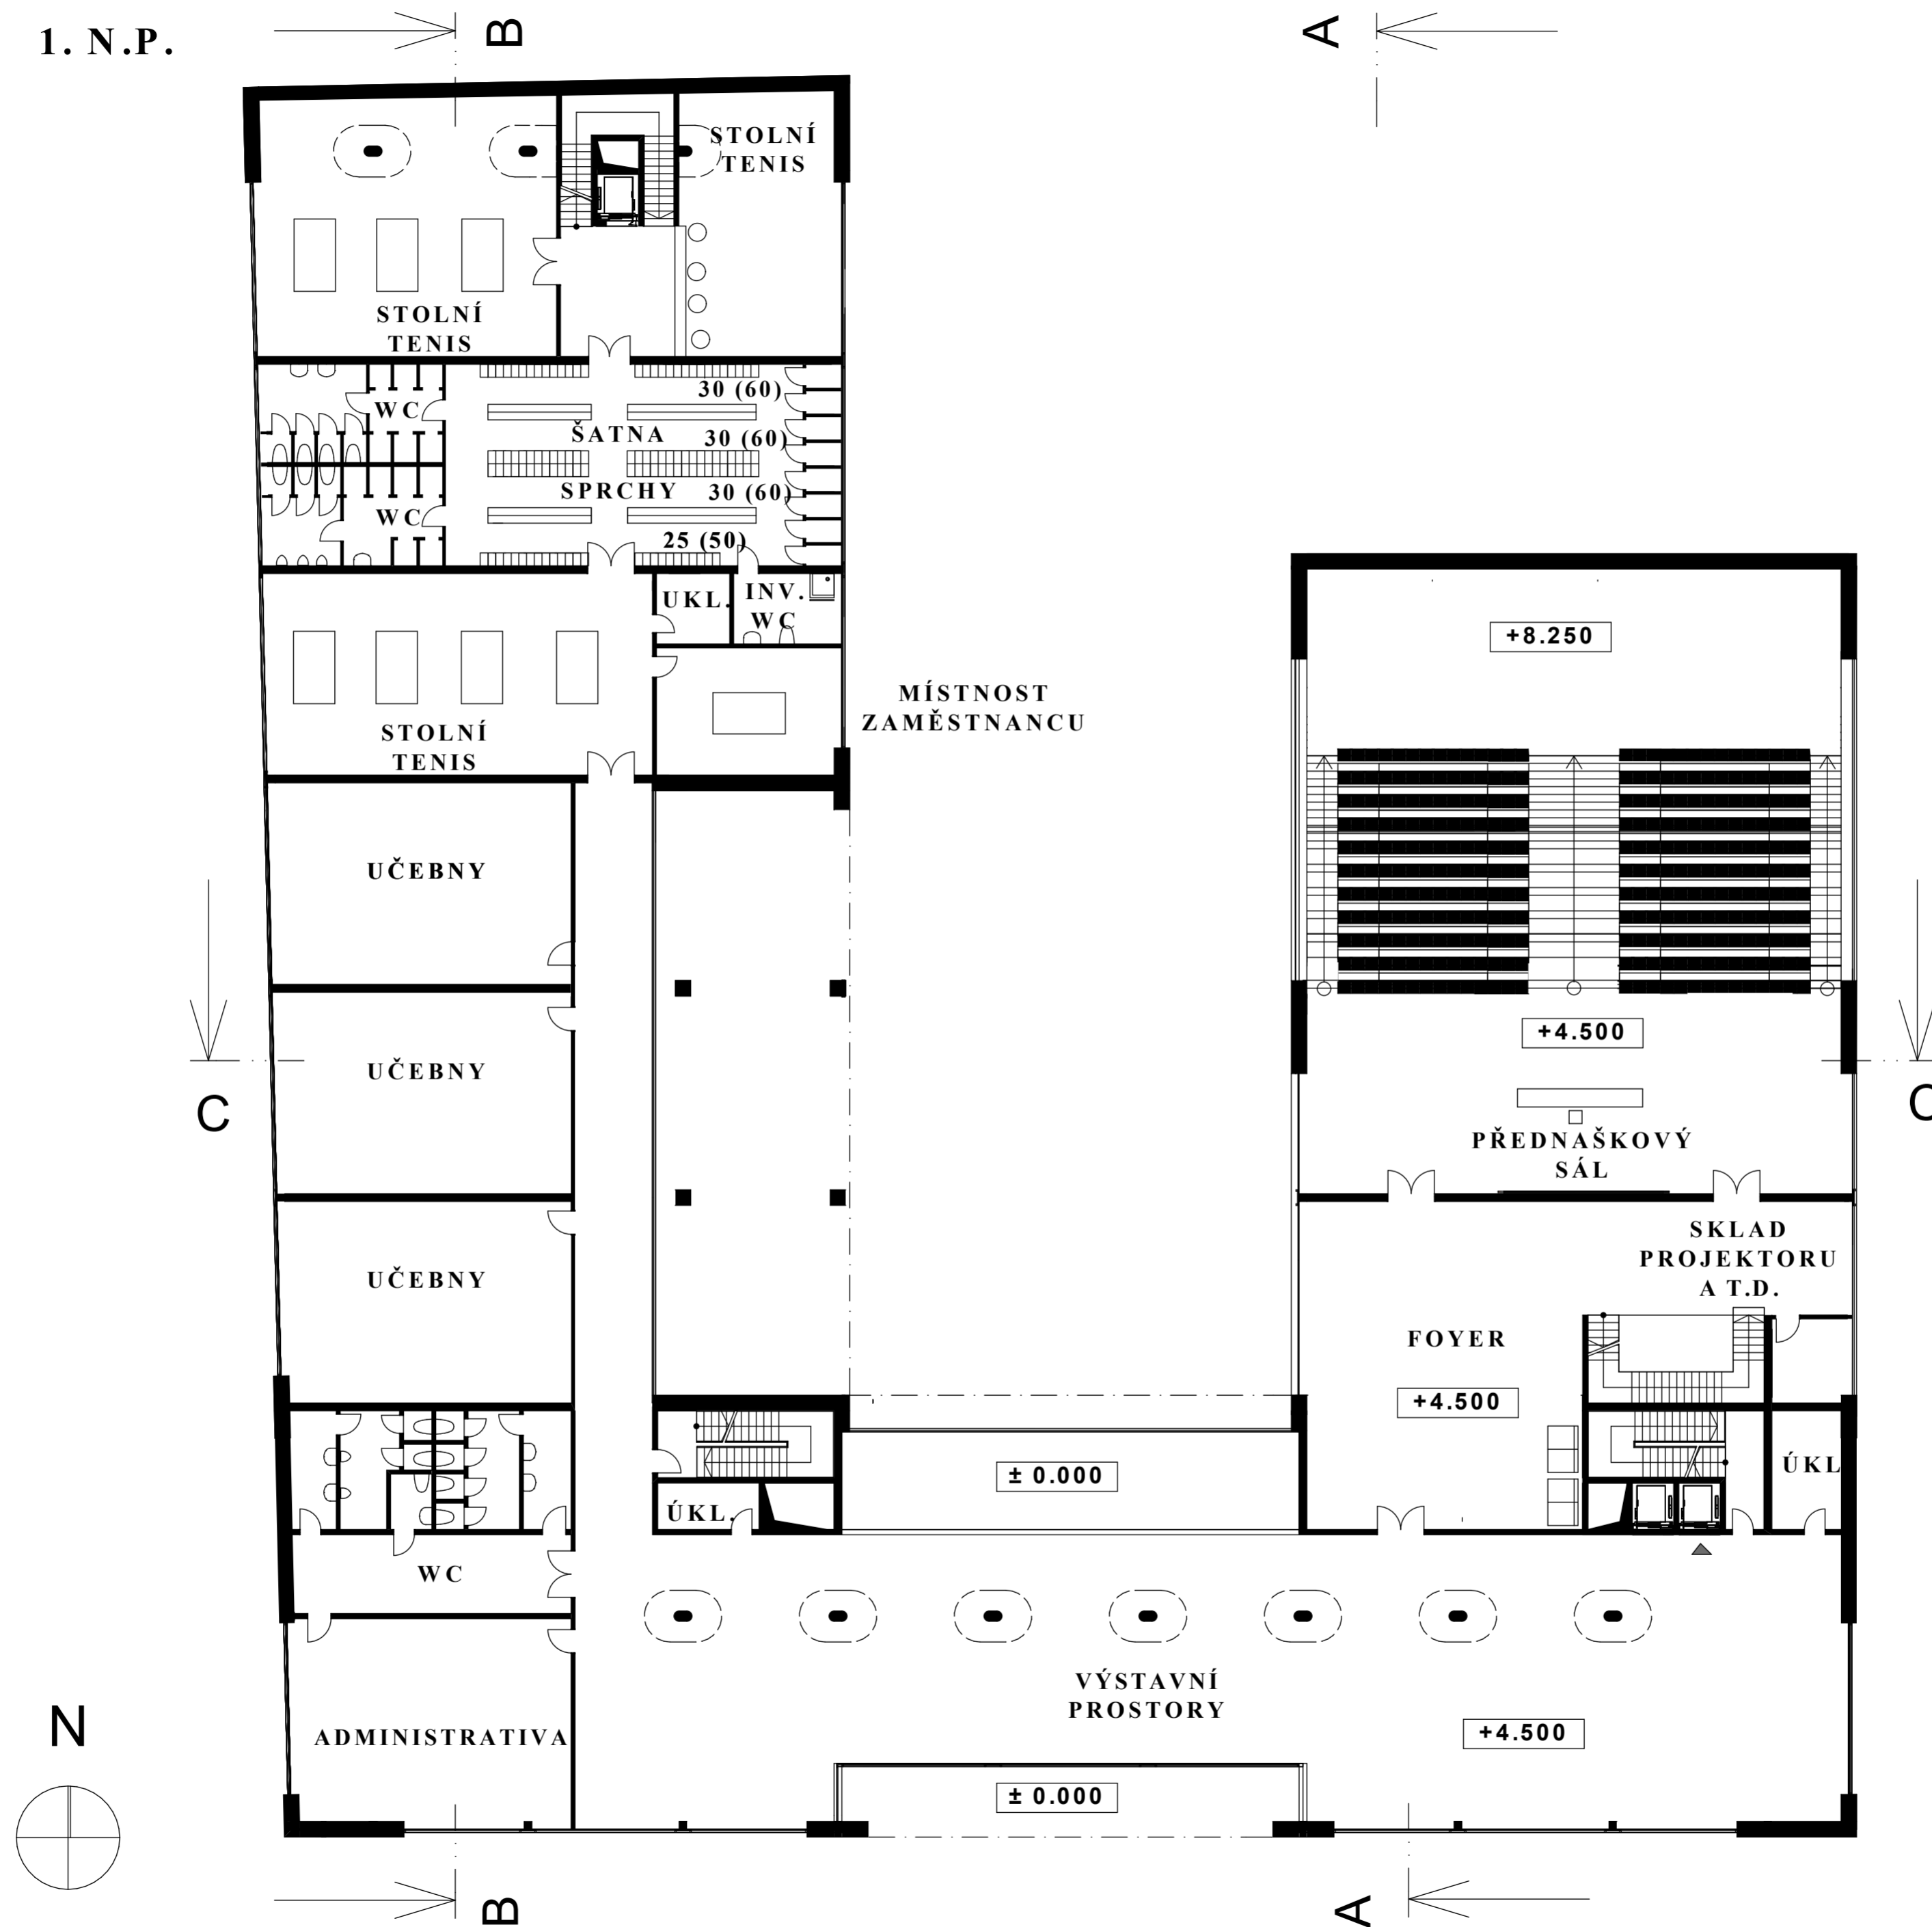 1. N.P.
B
A
STOLNÍ
TENIS
STOLNÍ
TENIS
30 (60)
WC
ŠATNA
30 (60)
SPRCHY
30 (60)
WC
25 (50)
UKL.
INV.
WC
+8.250
MÍSTNOST
ZAMĚSTNANCU
STOLNÍ
TENIS
UČEBNY
+4.500
UČEBNY
C
C
PŘEDNAŠKOVÝ
SÁL
SKLAD
PROJEKTORU
A T.D.
UČEBNY
FOYER
+4.500
± 0.000
ÚKL
ÚKL.
WC
VÝSTAVNÍ
PROSTORY
N
ADMINISTRATIVA
+4.500
± 0.000
B
A